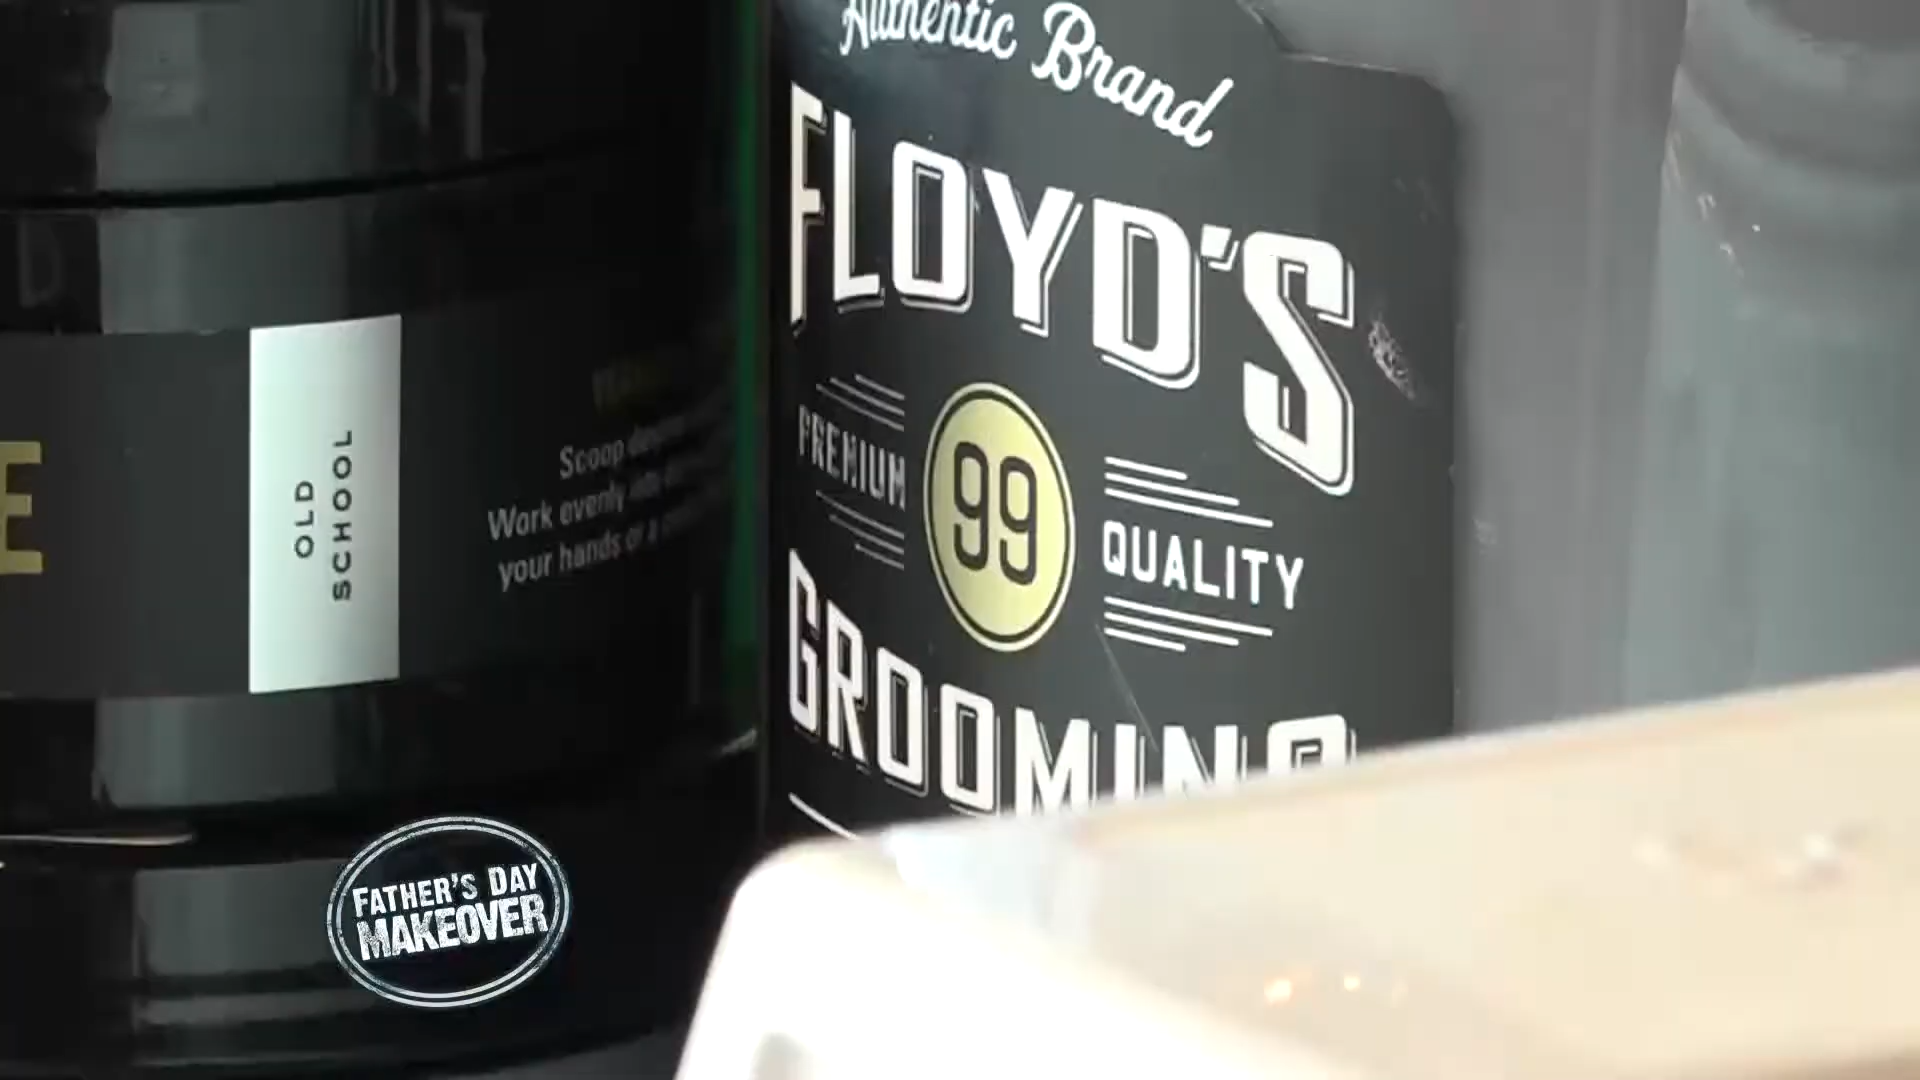 Authentic Brand
FLOYD'S
PREMIUM
99
QUALITY
GROOMING
E
OLD
SCHOOL
Scoop
Work evenly
your hands or a
FATHER'S DAY
MAKEOVER